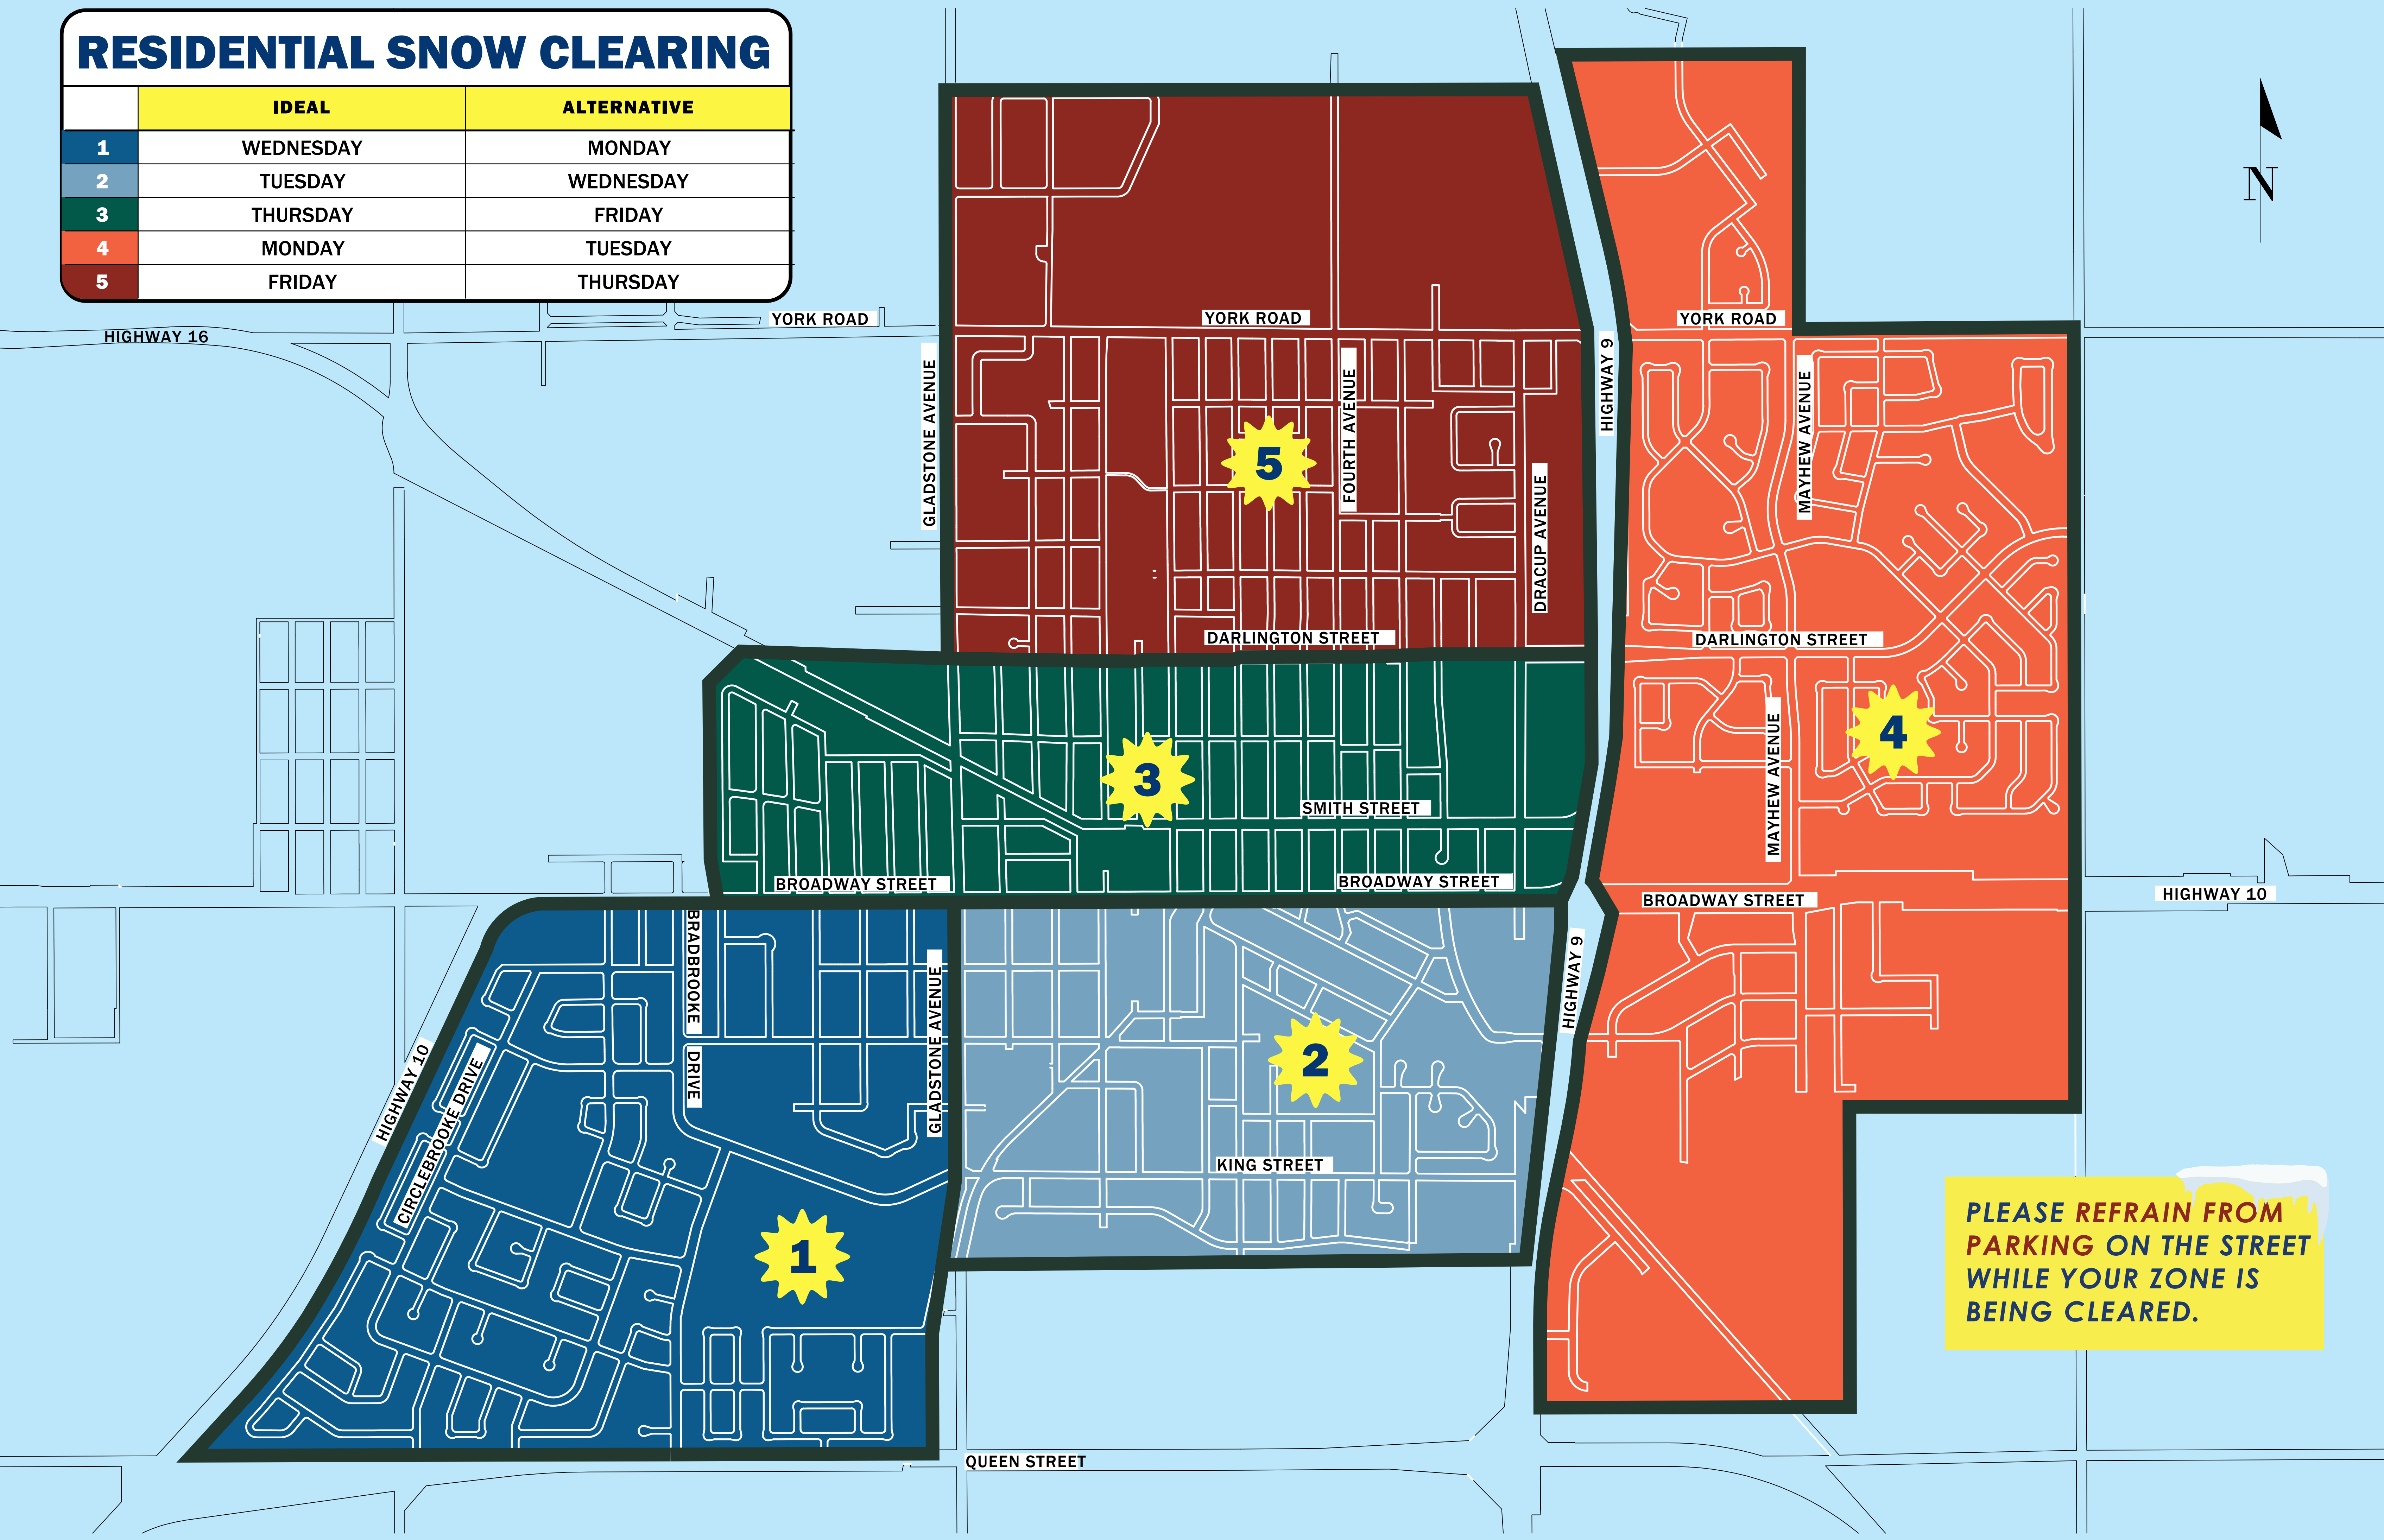 RESIDENTIAL SNOW CLEARING
IDEAL ALTERNATIVE
1 WEDNESDAY MONDAY
2 TUESDAY WEDNESDAY
3 THURSDAY FRIDAY
4 MONDAY TUESDAY
5 FRIDAY THURSDAY
N
HIGHWAY 16
YORK ROAD
YORK ROAD
YORK ROAD
GLADSTONE AVENUE
FOURTH AVENUE
DRACUP AVENUE
HIGHWAY 9
MAYHEW AVENUE
5
DARLINGTON STREET
DARLINGTON STREET
MAYHEW AVENUE
4
3
SMITH STREET
BROADWAY STREET
BROADWAY STREET
BROADWAY STREET
HIGHWAY 10
BRADBROOKE DRIVE
GLADSTONE AVENUE
HIGHWAY 9
HIGHWAY 10
CIRCLEBROOKE DRIVE
2
KING STREET
1
QUEEN STREET
PLEASE REFRAIN FROM
PARKING ON THE STREET
WHILE YOUR ZONE IS
BEING CLEARED.